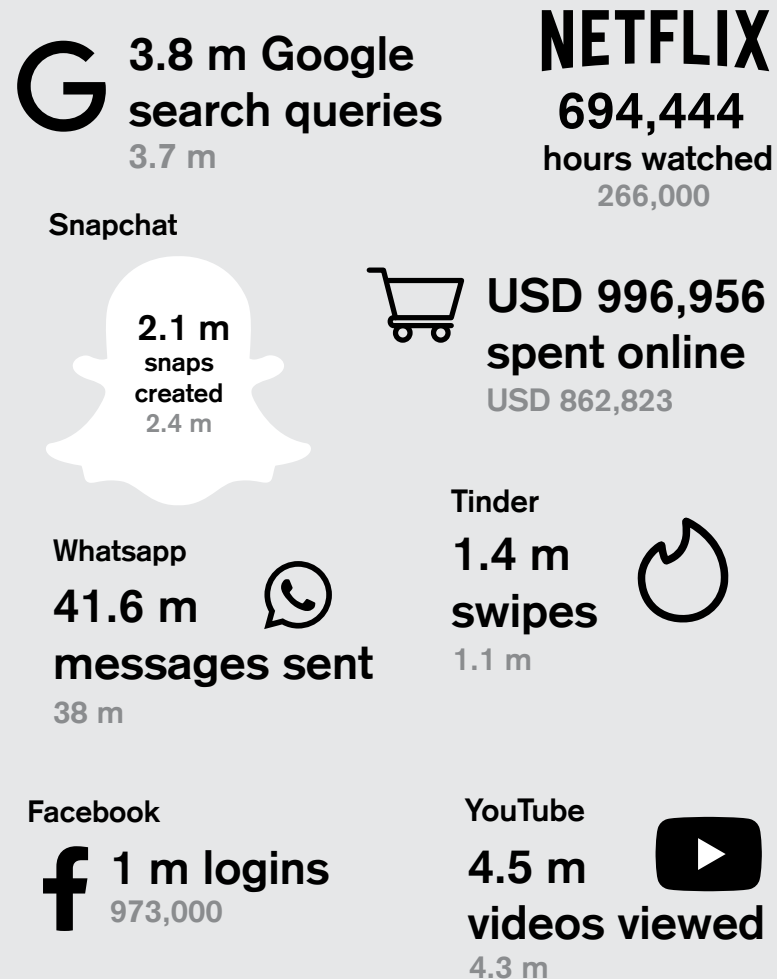 3.8 m Google
search queries
3.7 m
NETFLIX
694,444
hours watched
266,000
Snapchat
2.1 m
snaps
created
2.4 m
USD 996,956
spent online
USD 862,823
Tinder
1.4 m
swipes
1.1 m
Whatsapp
41.6 m
messages sent
38 m
Facebook
1 m logins
973,000
YouTube
4.5 m
videos viewed
4.3 m